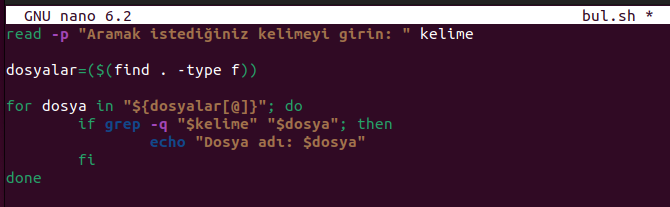 GNU nano 6.2 bul.sh *
read -p "Aramak istediğiniz kelimeyi girin: " kelime
dosyalar=($(find . -type f))
for dosya in "${dosyalar[@]}"; do
if grep -q "$kelime" "$dosya"; then
echo "Dosya adı: $dosya"
fi
done